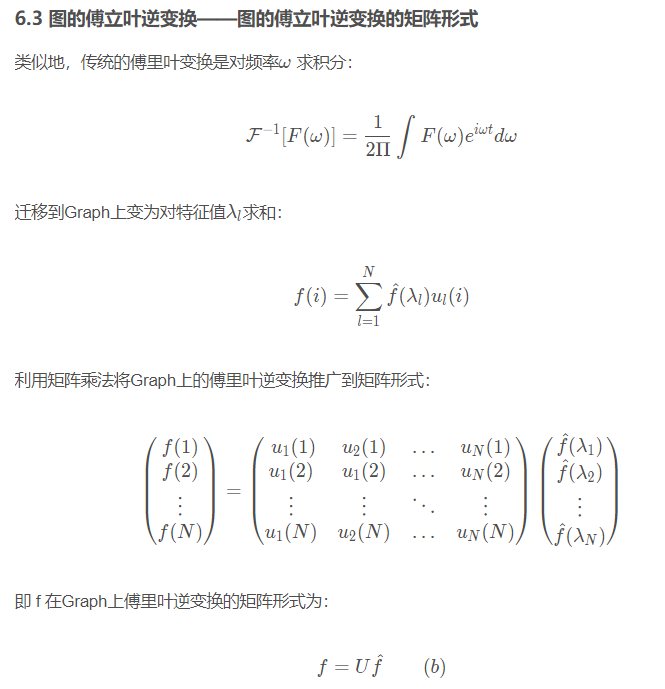 6.3 图的傅立叶逆变换——图的傅立叶逆变换的矩阵形式
类似地，传统的傅里叶变换是对频率ω 求积分：
$\mathcal{F}^{-1}[F(\omega)] = \frac{1}{2\Pi} \int F(\omega) e^{i\omega t} d\omega$
迁移到Graph上变为对特征值λ_l求和：
$f(i) = \sum_{l=1}^{N} \hat{f}(\lambda_l) u_l(i)$
利用矩阵乘法将Graph上的傅里叶逆变换推广到矩阵形式：
$\begin{pmatrix} f(1) \\ f(2) \\ \vdots \\ f(N) \end{pmatrix} = \begin{pmatrix} u_1(1) & u_2(1) & \dots & u_N(1) \\ u_1(2) & u_1(2) & \dots & u_N(2) \\ \vdots & \vdots & \ddots & \vdots \\ u_1(N) & u_2(N) & \dots & u_N(N) \end{pmatrix} \begin{pmatrix} \hat{f}(\lambda_1) \\ \hat{f}(\lambda_2) \\ \vdots \\ \hat{f}(\lambda_N) \end{pmatrix}$
即 f 在Graph上傅里叶逆变换的矩阵形式为：
$f = U\hat{f} \quad (b)$